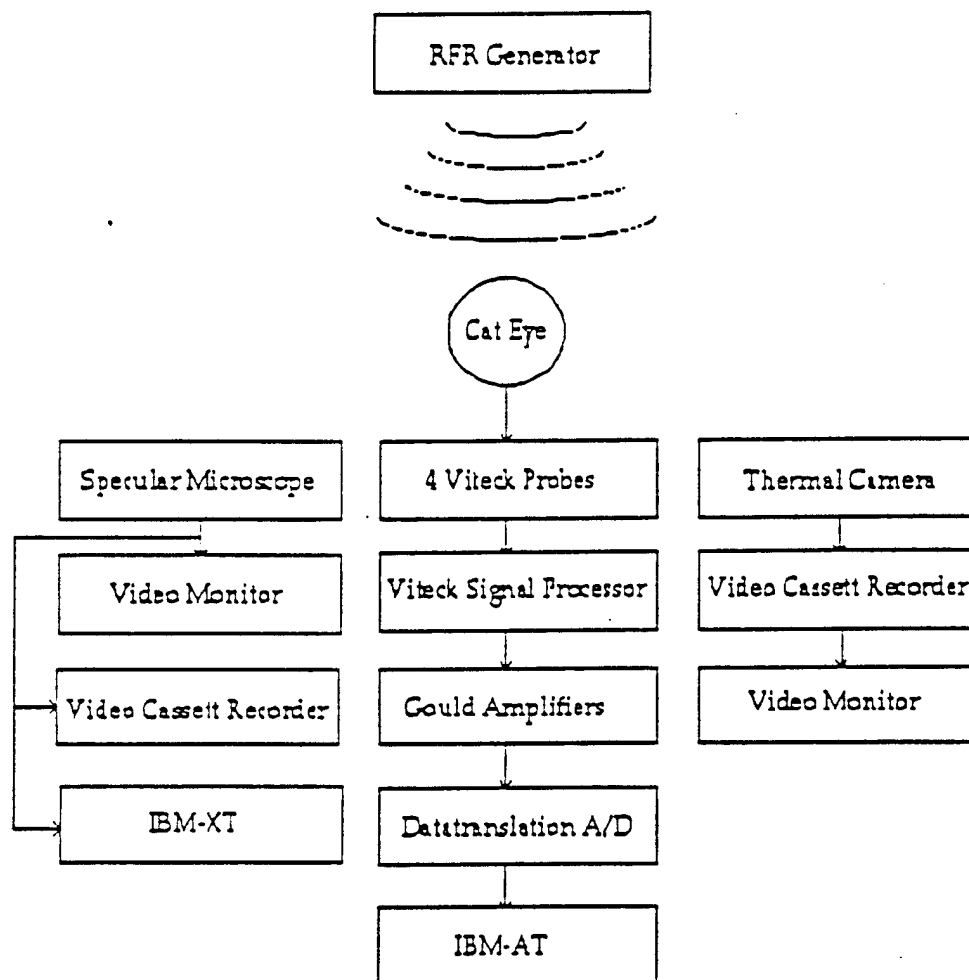 RFR Generator
Cat Eye
Specular Microscope
4 Viteck Probes
Thermal Camera
Video Monitor
Viteck Signal Processor
Video Cassett Recorder
Video Cassett Recorder
Gould Amplifiers
Video Monitor
IBM-XT
Datatranslation A/D
IBM-AT